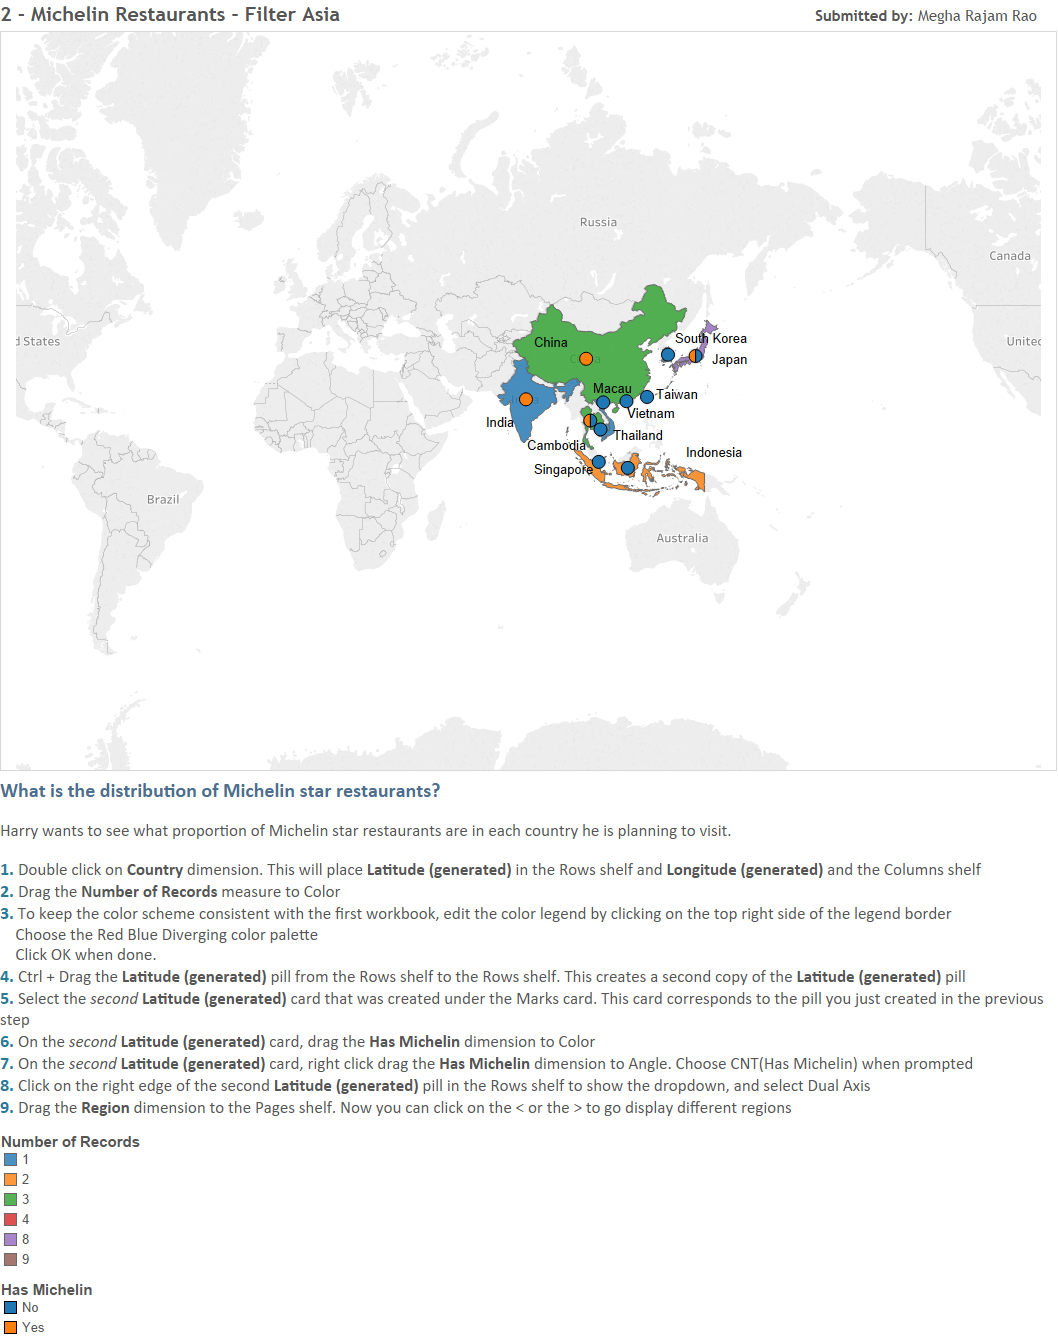 2 - Michelin Restaurants - Filter Asia
Submitted by: Megha Rajam Rao
Russia
Canada
d States
United
China
South Korea
Japan
Macau
Taiwan
Vietnam
India
Thailand
Cambodia
Indonesia
Singapore
Brazil
Australia
What is the distribution of Michelin star restaurants?
Harry wants to see what proportion of Michelin star restaurants are in each country he is planning to visit.
1. Double click on Country dimension. This will place Latitude (generated) in the Rows shelf and Longitude (generated) and the Columns shelf
2. Drag the Number of Records measure to Color
3. To keep the color scheme consistent with the first workbook, edit the color legend by clicking on the top right side of the legend border
Choose the Red Blue Diverging color palette
Click OK when done.
4. Ctrl + Drag the Latitude (generated) pill from the Rows shelf to the Rows shelf. This creates a second copy of the Latitude (generated) pill
5. Select the second Latitude (generated) card that was created under the Marks card. This card corresponds to the pill you just created in the previous
step
6. On the second Latitude (generated) card, drag the Has Michelin dimension to Color
7. On the second Latitude (generated) card, right click drag the Has Michelin dimension to Angle. Choose CNT(Has Michelin) when prompted
8. Click on the right edge of the second Latitude (generated) pill in the Rows shelf to show the dropdown, and select Dual Axis
9. Drag the Region dimension to the Pages shelf. Now you can click on the < or the > to go display different regions
Number of Records
1
2
3
4
8
9
Has Michelin
No
Yes